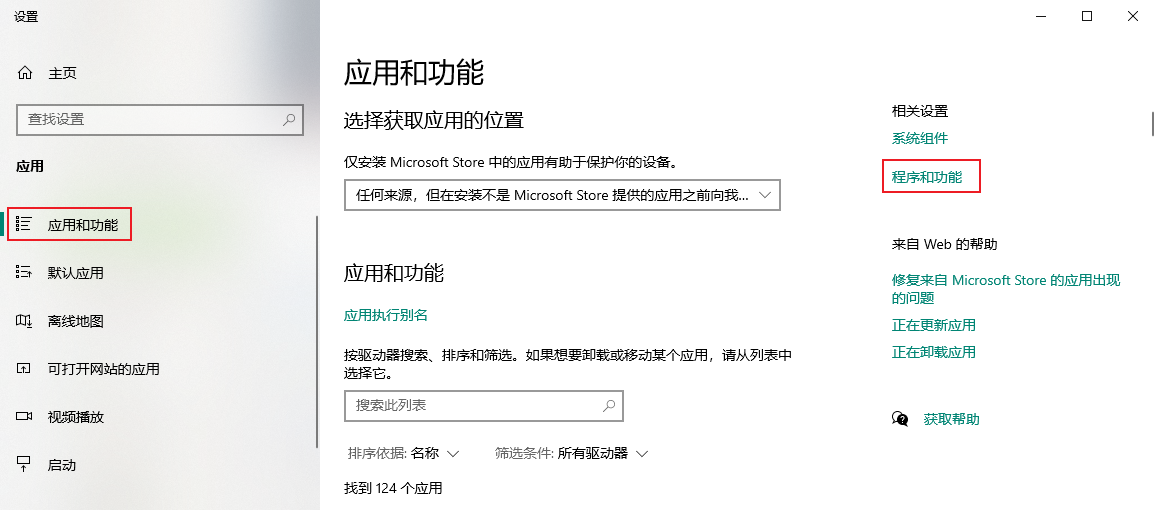 设置
主页
查找设置
应用
应用和功能
默认应用
离线地图
可打开网站的应用
视频播放
启动
应用和功能
选择获取应用的位置
仅安装 Microsoft Store 中的应用有助于保护你的设备。
任何来源，但在安装不是 Microsoft Store 提供的应用之前向我...
应用和功能
应用执行别名
按驱动器搜索、排序和筛选。如果想要卸载或移动某个应用，请从列表中
选择它。
搜索此列表
排序依据: 名称 筛选条件: 所有驱动器
找到 124 个应用
相关设置
系统组件
程序和功能
来自 Web 的帮助
修复来自 Microsoft Store 的应用出现
的问题
正在更新应用
正在卸载应用
获取帮助